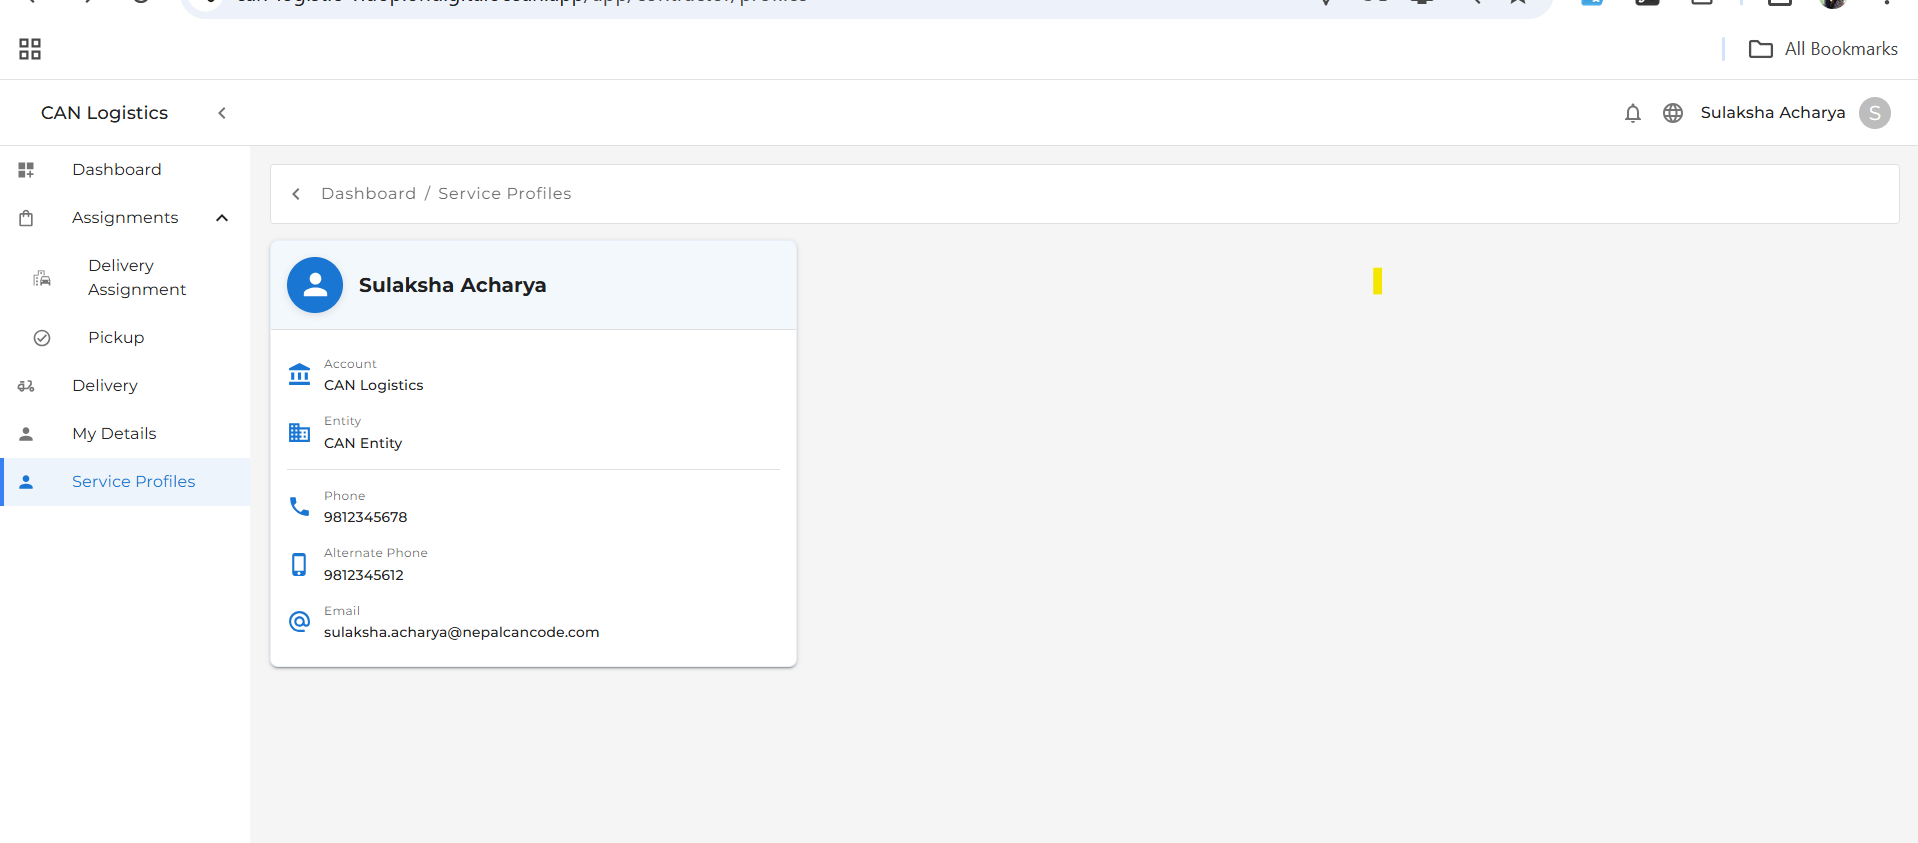 All Bookmarks
CAN Logistics
Sulaksha Acharya S
Dashboard
Assignments
Delivery
Assignment
Pickup
Delivery
My Details
Service Profiles
Dashboard / Service Profiles
Sulaksha Acharya
Account
CAN Logistics
Entity
CAN Entity
Phone
9812345678
Alternate Phone
9812345612
Email
sulaksha.acharya@nepalcancode.com